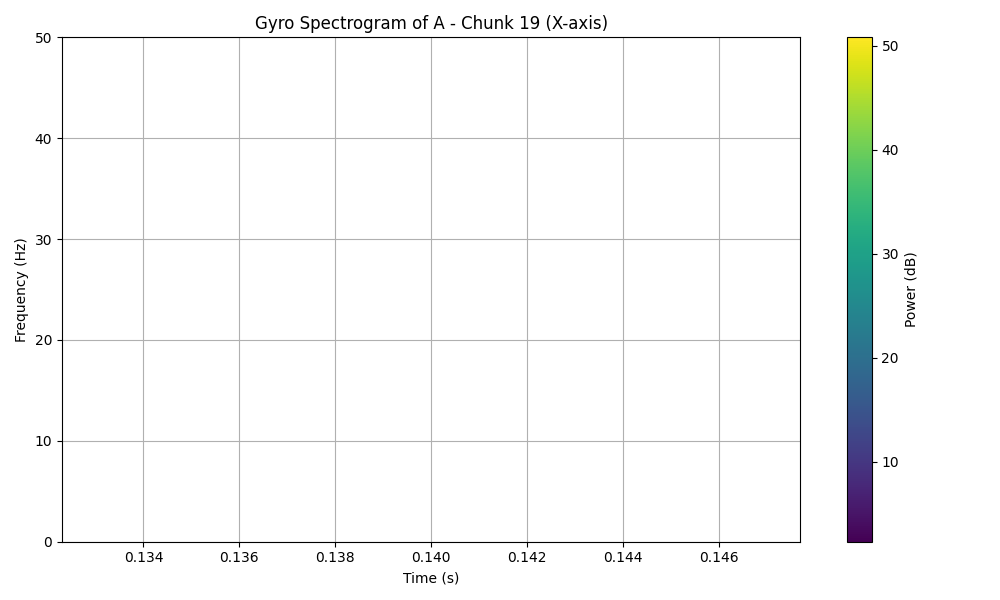 Gyro Spectrogram of A - Chunk 19 (X-axis)
50
40
30
20
10
0
Frequency (Hz)
0.134 0.136 0.138 0.140 0.142 0.144 0.146
Time (s)
50
40
30
20
10
Power (dB)